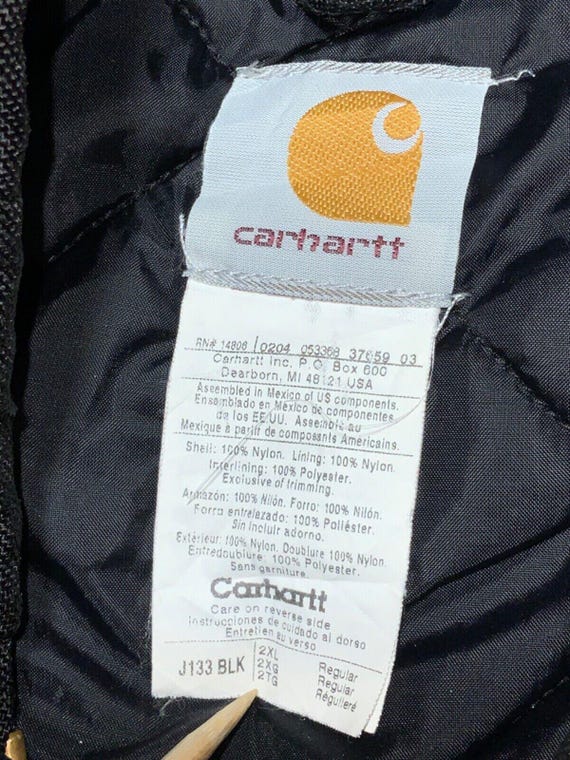 carhartt
RN# 14806 0204 053368 37659 03
Carhartt Inc, P.O. Box 600
Dearborn, MI 48121 USA
Assembled in Mexico of US components.
Ensamblado en México de componentes
de los EE UU. Assemblé au
Mexique à partir de composants Américains.
Shell: 100% Nylon. Lining: 100% Nylon.
Interlining: 100% Polyester.
Exclusive of trimming.
Armazón: 100% Nilón. Forro: 100% Nilón.
Forro entrelazado: 100% Poliéster.
Sin incluir adorno.
Extérieur: 100% Nylon. Doublure 100% Nylon.
Entredoublure 100% Polyester.
Sans garniture.
Carhartt
Care on reverse side
Instrucciones de cuidado al dorso
Entretien au verso
J133 BLK
2XL Regular
2XG Regular
2TG Régulieré